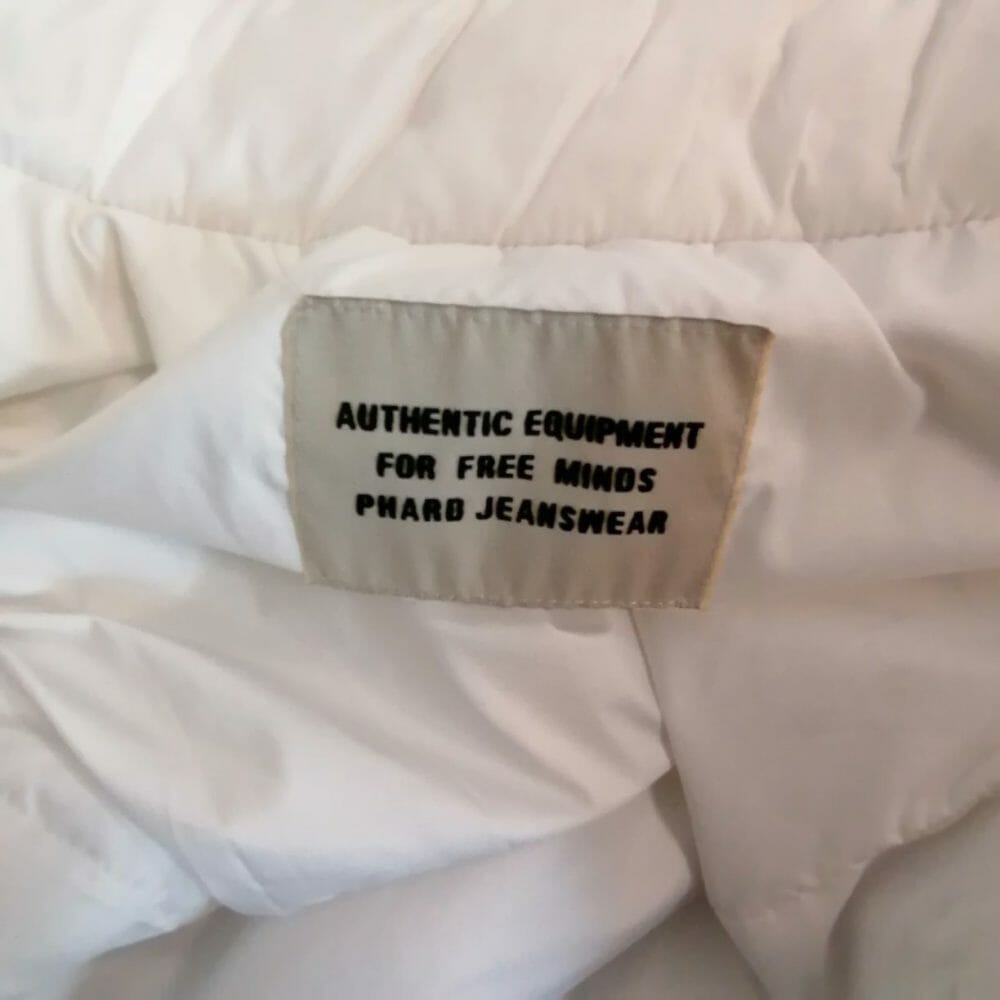 AUTHENTIC EQUIPMENT
FOR FREE MINDS
PHARD JEANSWEAR